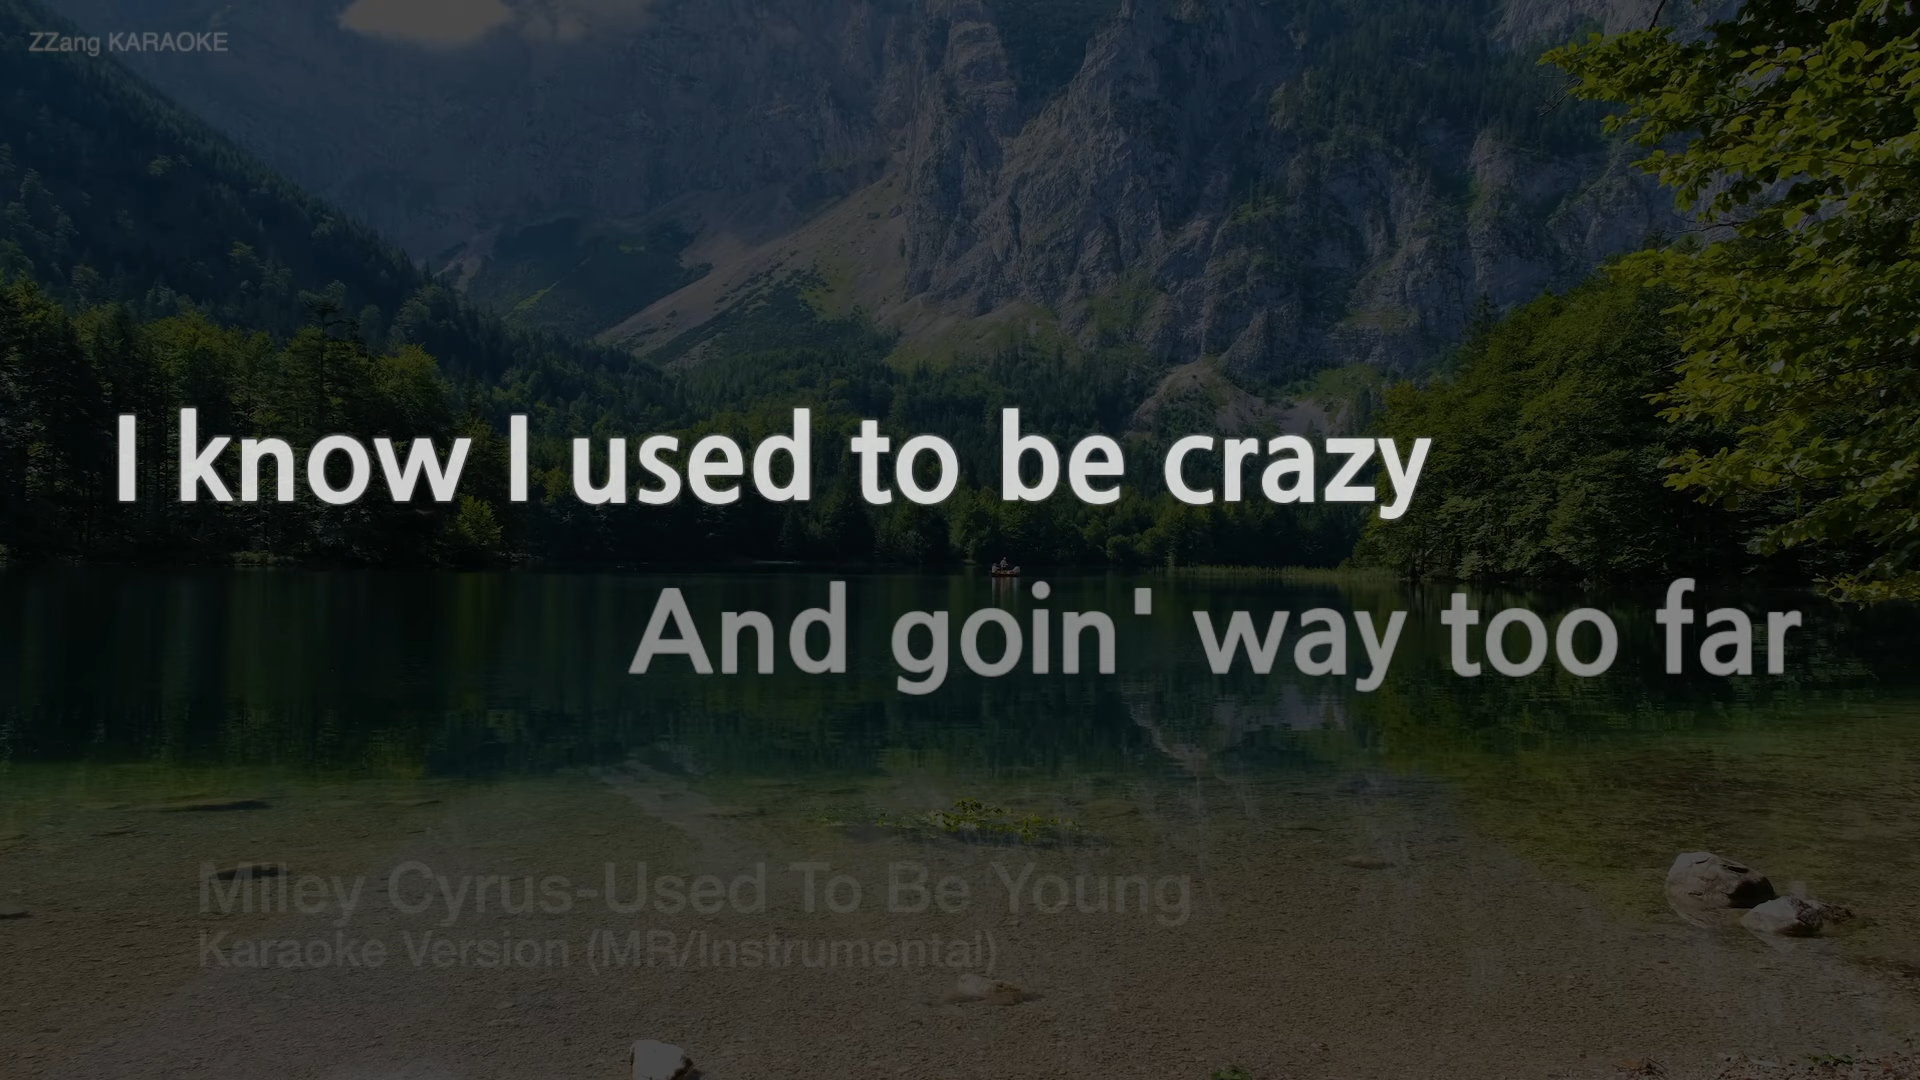 ZZang KARAOKE
I know I used to be crazy
And goin' way too far
Miley Cyrus-Used To Be Young
Karaoke Version (MR/Instrumental)